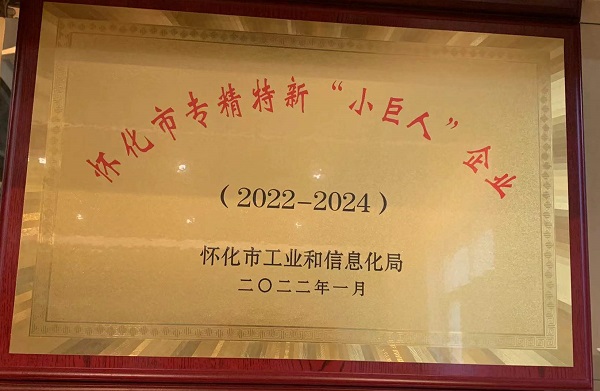 怀化市专精特新“小巨人”企业
（2022-2024）
怀化市工业和信息化局
二〇二二年一月